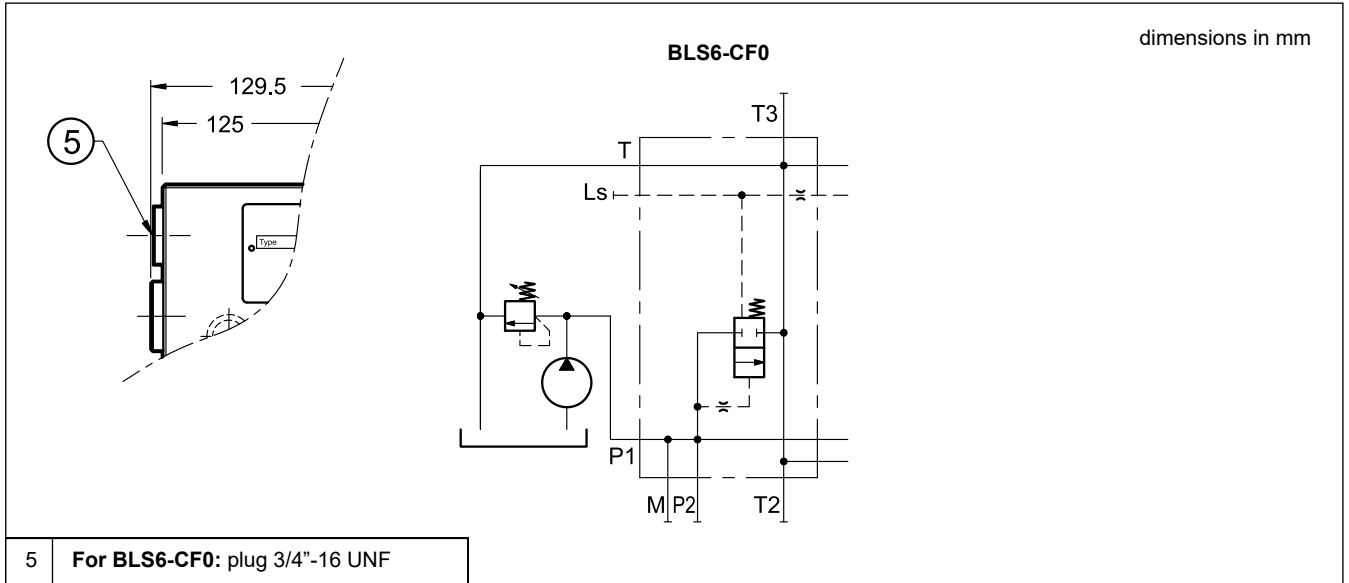 dimensions in mm
BLS6-CF0
129.5
125
5
Type
T3
T
Ls
P1
M
P2
T2
5 For BLS6-CF0: plug 3/4”-16 UNF